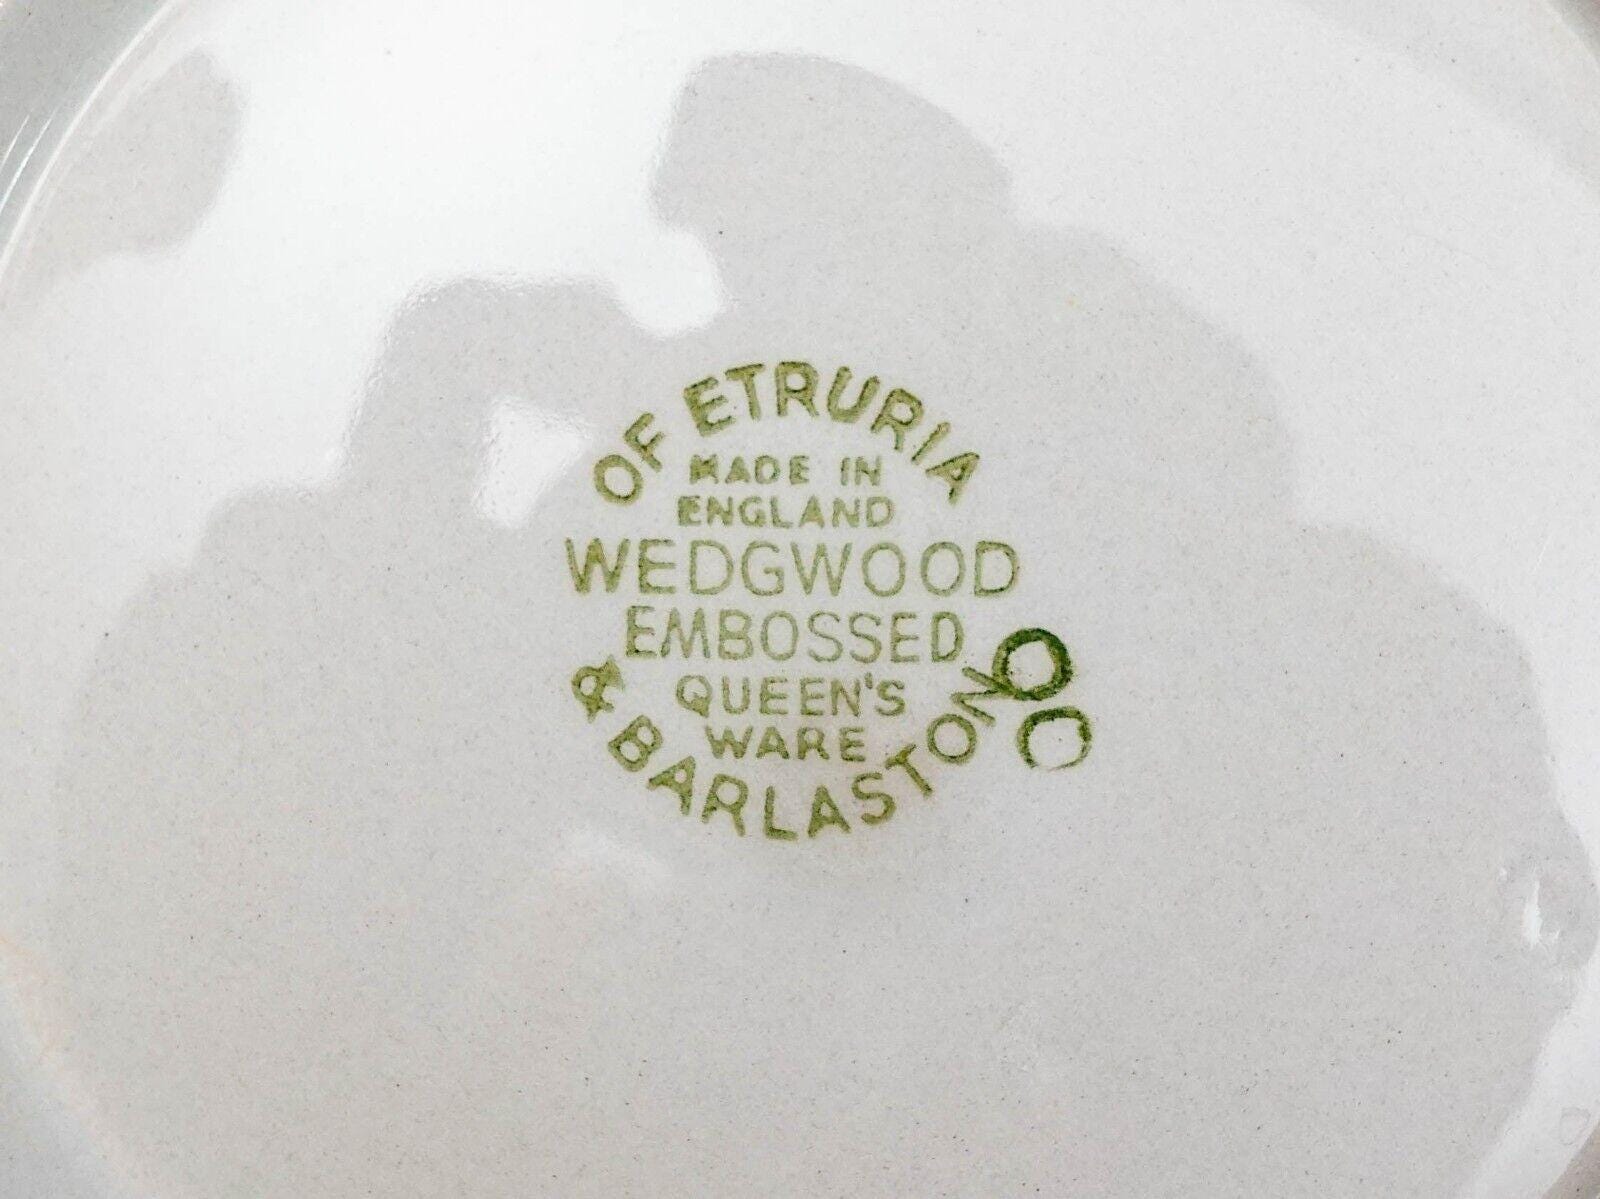 OF ETRURIA
MADE IN
ENGLAND
WEDGWOOD
EMBOSSED
QUEEN'S
WARE
& BARLASTON
OC